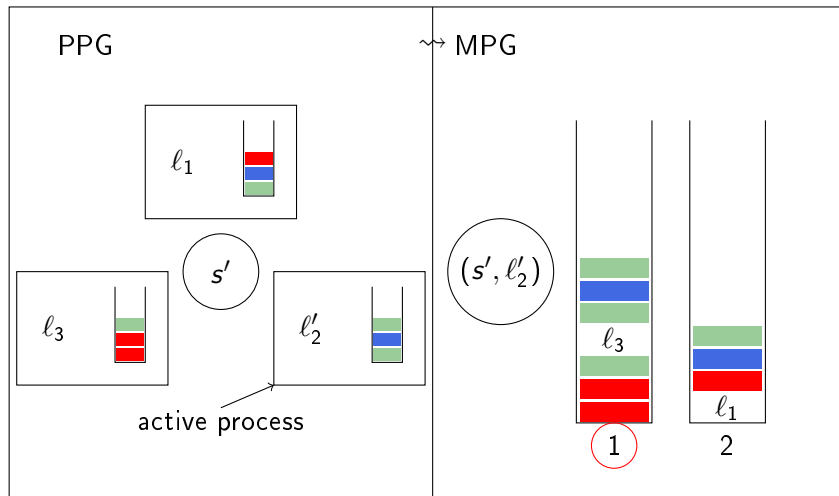 PPG
⇝ MPG
ℓ₁
s′
(s′, ℓ′₂)
ℓ₃
ℓ′₂
ℓ₃
ℓ₁
active process
1
2